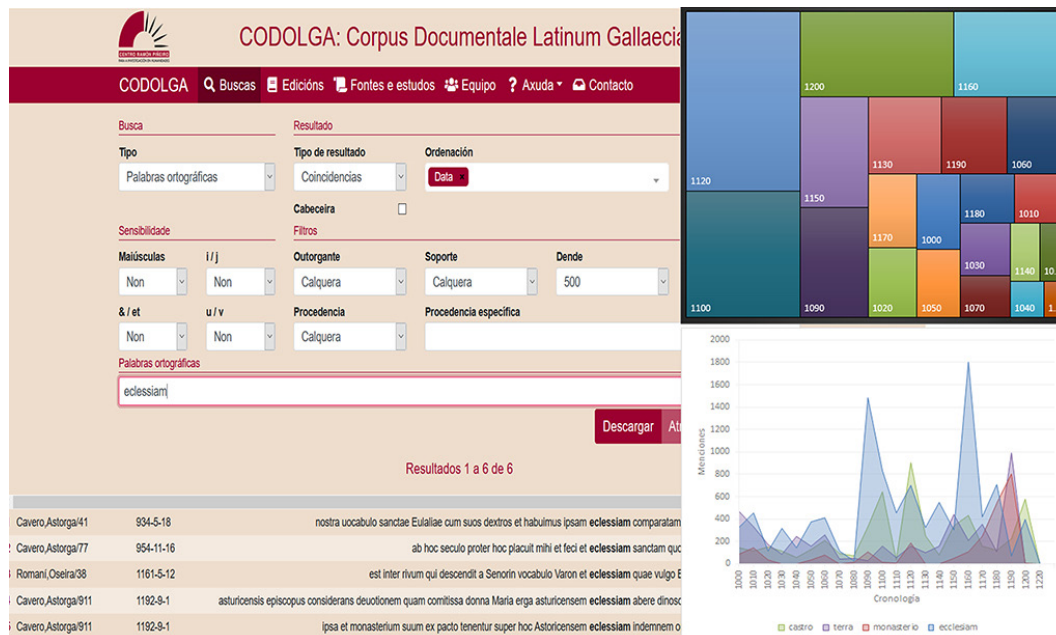 CENTRO RAMÓN PIÑEIRO
CODOLGA: Corpus Documentale Latinum Gallaecia
CODOLGA Buscas Edicións Fontes e estudos Equipo ? Axuda Contacto
Busca Resultado
Tipo Tipo de resultado Ordenación
Palabras ortográficas Coincidencias Data ×
Cabeceira
Sensibilidade Filtros
Maiúsculas i / j Outorgante Soporte Dende
Non Non Calquera Calquera 500
& / et u / v Procedencia Procedencia específica
Non Non Calquera
Palabras ortográficas
eclessiam
Descargar
Resultados 1 a 6 de 6
Cavero,Astorga/41 934-5-18 nostra uocabulo sanctae Eulaliae cum suos dextros et habuimus ipsam eclessiam comparatam
Cavero,Astorga/77 954-11-16 ab hoc seculo proter hoc placuit mihi et feci et eclessiam sanctam quo
Romaní,Oseira/38 1161-5-12 est inter rivum qui descendit a Senorin vocabulo Varon et eclessiam quae vulgo
Cavero,Astorga/911 1192-9-1 asturicensis episcopus considerans deuotionem quam comitissa donna Maria erga asturicensem eclessiam abere dinosc
Cavero,Astorga/911 1192-9-1 ipsa et monasterium suum ex pacto tenentur super hoc Astoricensem eclessiam indemnem o
1200 1160
1120 1150 1130 1190 1060
1170 1000 1180 1010
1030 1140 10.
1100 1090 1020 1050 1070 1040 1.
2000
1800
1600
1400
1200
1000
800
600
400
200
0
Menciones
1000 1010 1020 1030 1040 1050 1060 1070 1080 1090 1100 1110 1120 1130 1140 1150 1160 1170 1180 1190 1200 1210 1220
Cronología
castro terra monasterio ecclesiam